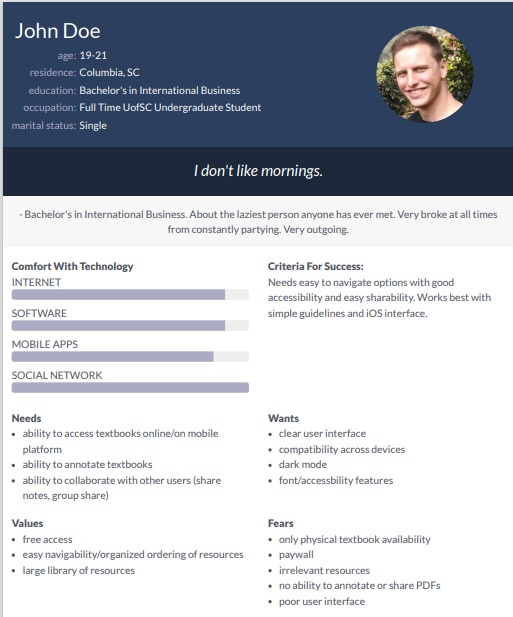 John Doe
age: 19-21
residence: Columbia, SC
education: Bachelor's in International Business
occupation: Full Time UofSC Undergraduate Student
marital status: Single
I don't like mornings.
- Bachelor's in International Business. About the laziest person anyone has ever met. Very broke at all times
from constantly partying. Very outgoing.
Comfort With Technology
INTERNET
SOFTWARE
MOBILE APPS
SOCIAL NETWORK
Criteria For Success:
Needs easy to navigate options with good
accessibility and easy sharability. Works best with
simple guidelines and iOS interface.
Needs
• ability to access textbooks online/on mobile
platform
• ability to annotate textbooks
• ability to collaborate with other users (share
notes, group share)
Wants
• clear user interface
• compatibility across devices
• dark mode
• font/accessbility features
Values
• free access
• easy navigability/organized ordering of resources
• large library of resources
Fears
• only physical textbook availability
• paywall
• irrelevant resources
• no ability to annotate or share PDFs
• poor user interface